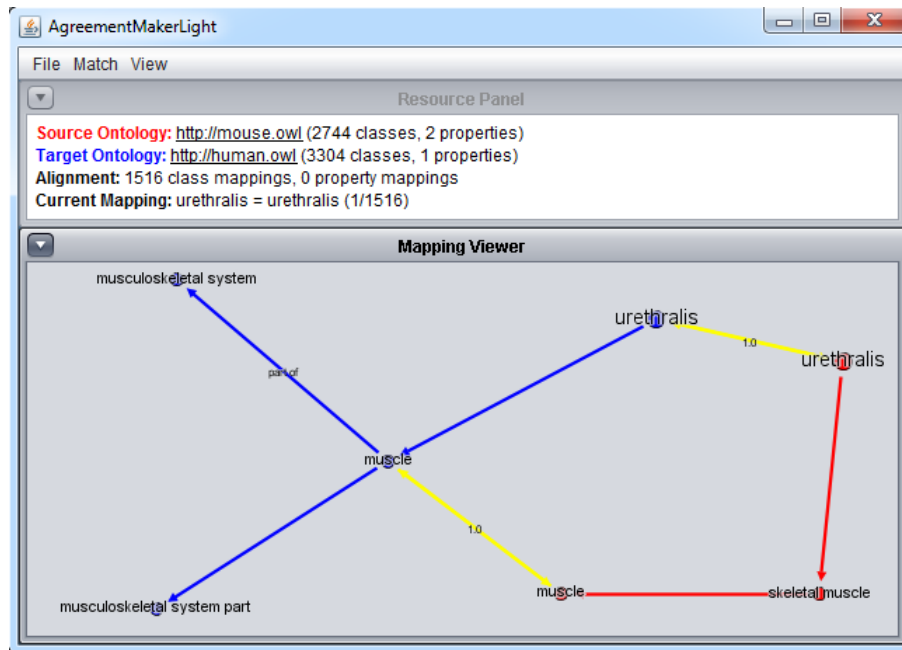 AgreementMakerLight
File Match View
Resource Panel
Source Ontology: http://mouse.owl (2744 classes, 2 properties)
Target Ontology: http://human.owl (3304 classes, 1 properties)
Alignment: 1516 class mappings, 0 property mappings
Current Mapping: urethralis = urethralis (1/1516)
Mapping Viewer
musculoskeletal system
urethralis
1.0
urethralis
part of
muscle
1.0
muscle
skeletal muscle
musculoskeletal system part